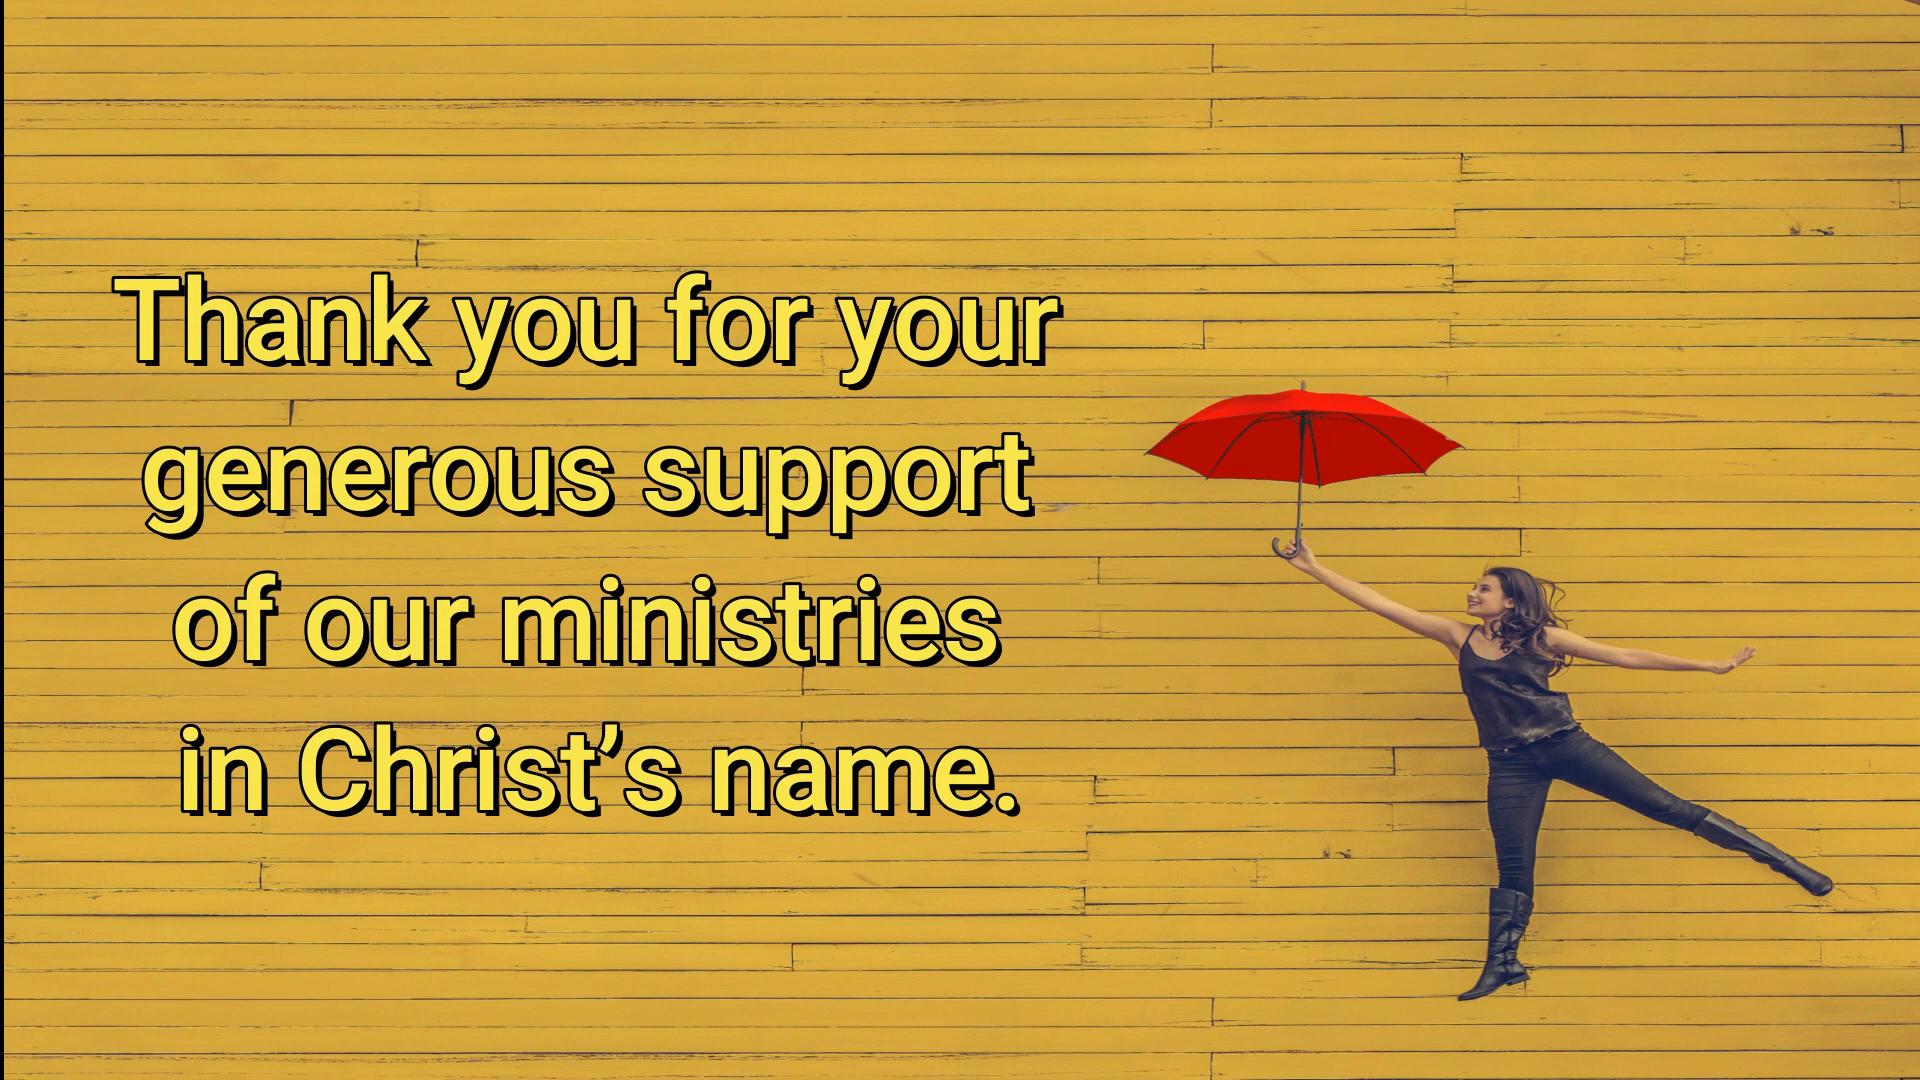 Thank you for your
generous support
of our ministries
in Christ’s name.